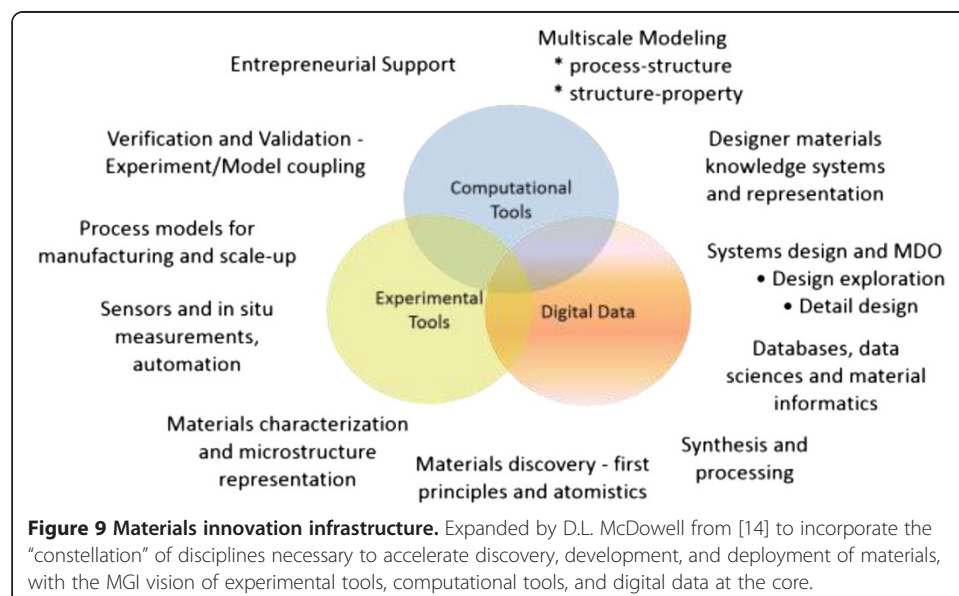 Entrepreneurial Support
Multiscale Modeling
* process-structure
* structure-property
Verification and Validation -
Experiment/Model coupling
Designer materials
knowledge systems
and representation
Computational
Tools
Process models for
manufacturing and scale-up
Systems design and MDO
• Design exploration
• Detail design
Experimental
Tools
Digital Data
Sensors and in situ
measurements,
automation
Databases, data
sciences and material
informatics
Materials characterization
and microstructure
representation
Materials discovery - first
principles and atomistics
Synthesis and
processing
Figure 9 Materials innovation infrastructure. Expanded by D.L. McDowell from [14] to incorporate the
“constellation” of disciplines necessary to accelerate discovery, development, and deployment of materials,
with the MGI vision of experimental tools, computational tools, and digital data at the core.